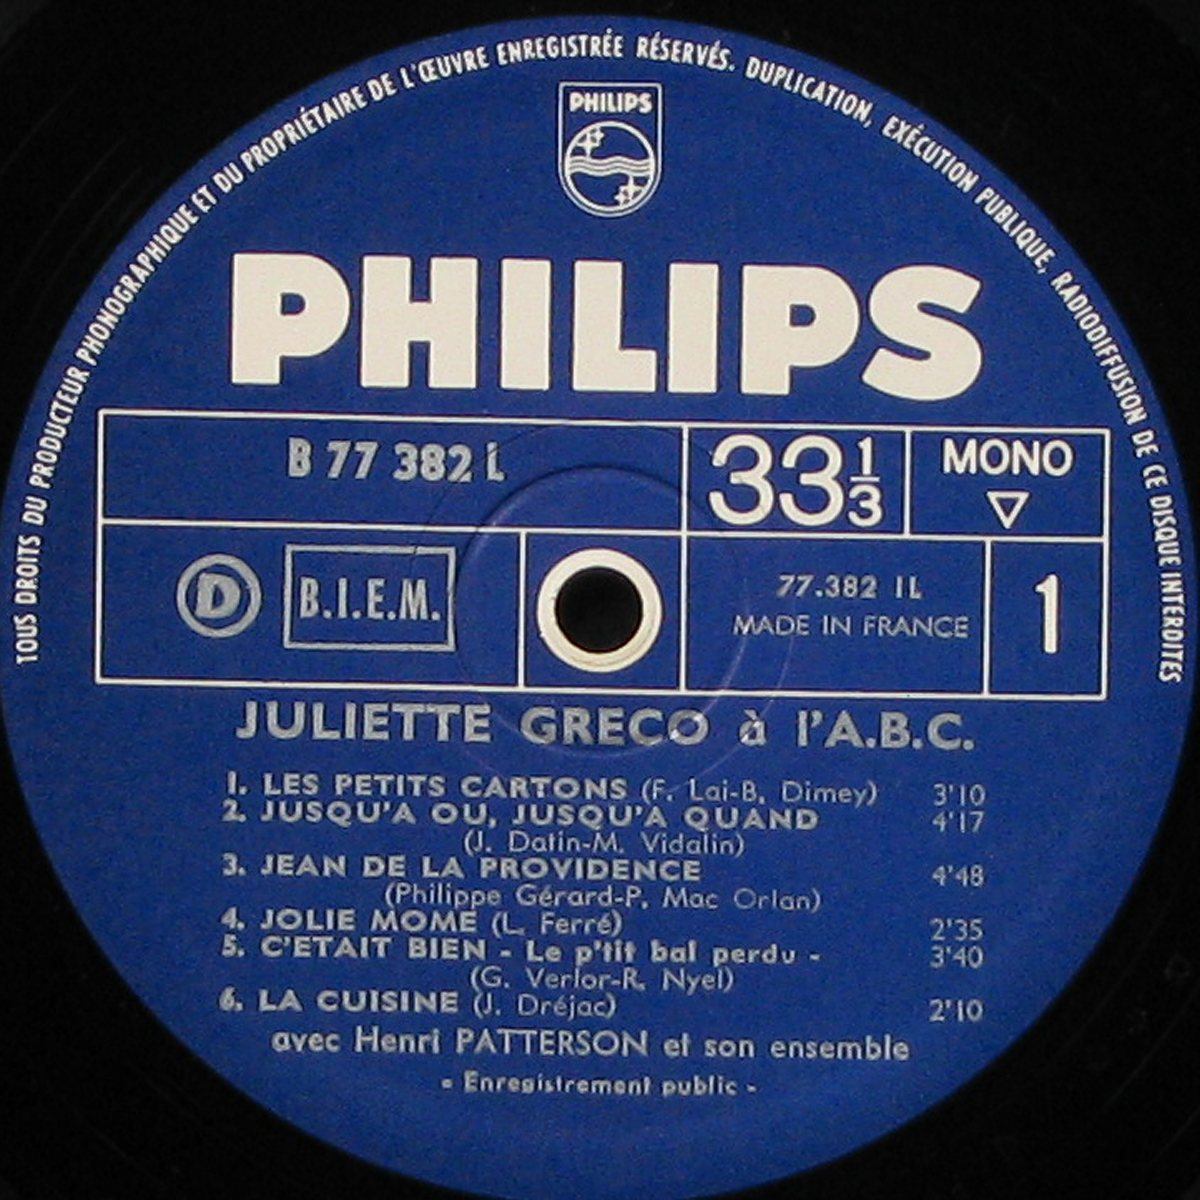 TOUS DROITS DU PRODUCTEUR PHONOGRAPHIQUE ET DU PROPRIÉTAIRE DE L'ŒUVRE ENREGISTRÉE RÉSERVÉS. DUPLICATION, EXÉCUTION PUBLIQUE, RADIODIFFUSION DE CE DISQUE INTERDITES
PHILIPS
PHILIPS
B 77 382 L
33 1/3
MONO
▽
D
B.I.E.M.
77.382 1L
MADE IN FRANCE
1
JULIETTE GRECO à l'A.B.C.
1. LES PETITS CARTONS (F. Lai-B. Dimey) 3'10
2. JUSQU'A OU, JUSQU'A QUAND 4'17
(J. Datin-M. Vidalin)
3. JEAN DE LA PROVIDENCE 4'48
(Philippe Gérard-P. Mac Orlan)
4. JOLIE MOME (L. Ferré) 2'35
5. C'ETAIT BIEN - Le p'tit bal perdu - 3'40
(G. Verlor-R. Nyel)
6. LA CUISINE (J. Dréjac) 2'10
avec Henri PATTERSON et son ensemble
- Enregistrement public -